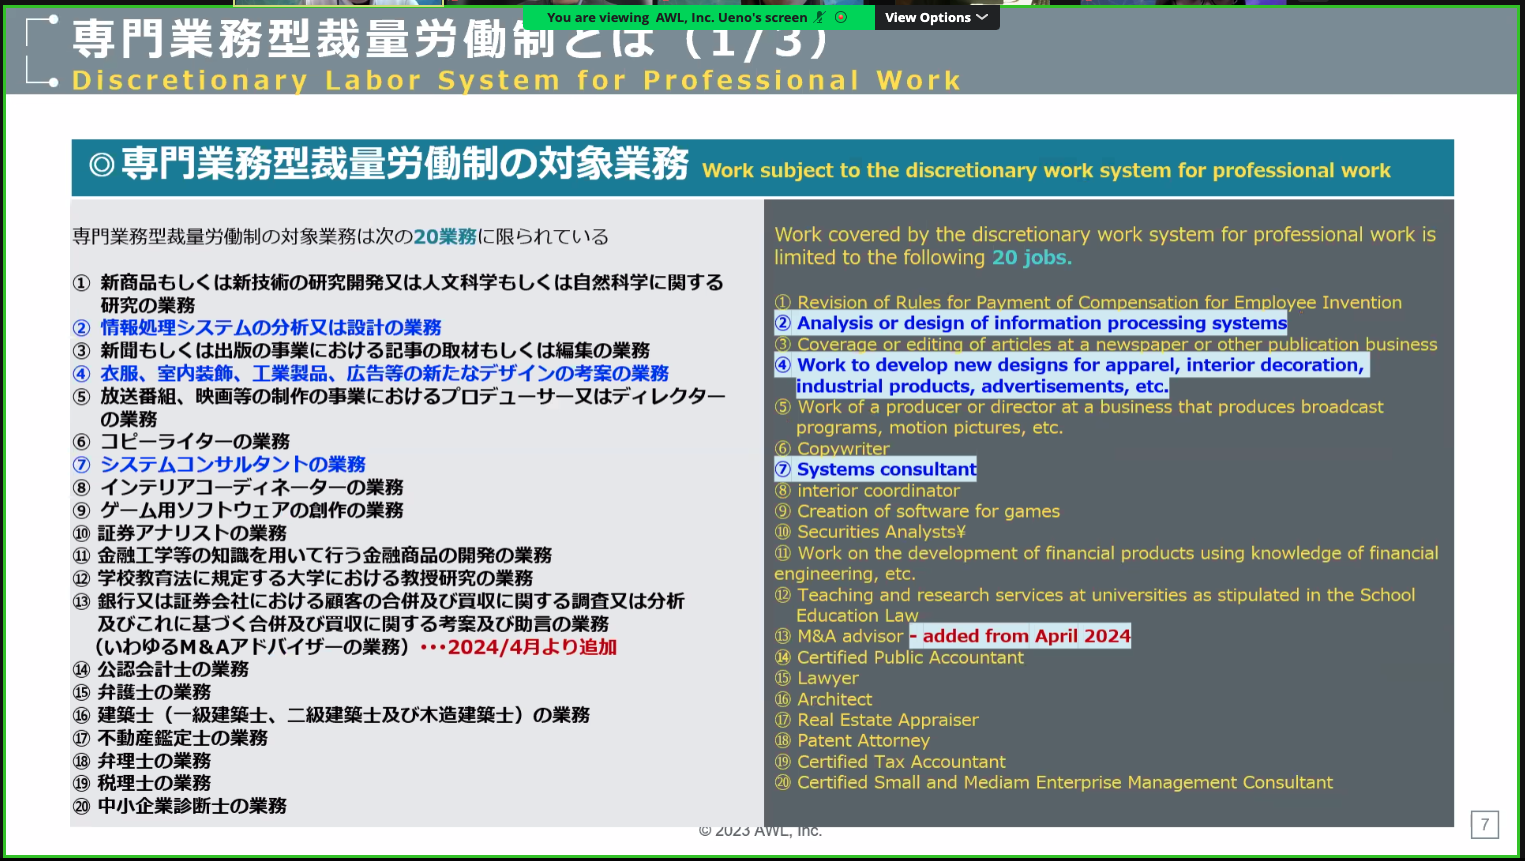 You are viewing AWL, Inc. Ueno's screen
View Options
専門業務型裁量労働制とは（1/3）
Discretionary Labor System for Professional Work
◎専門業務型裁量労働制の対象業務 Work subject to the discretionary work system for professional work
専門業務型裁量労働制の対象業務は次の20業務に限られている
① 新商品もしくは新技術の研究開発又は人文科学もしくは自然科学に関する
研究の業務
② 情報処理システムの分析又は設計の業務
③ 新聞もしくは出版の事業における記事の取材もしくは編集の業務
④ 衣服、室内装飾、工業製品、広告等の新たなデザインの考案の業務
⑤ 放送番組、映画等の制作の事業におけるプロデューサー又はディレクター
の業務
⑥ コピーライターの業務
⑦ システムコンサルタントの業務
⑧ インテリアコーディネーターの業務
⑨ ゲーム用ソフトウェアの創作の業務
⑩ 証券アナリストの業務
⑪ 金融工学等の知識を用いて行う金融商品の開発の業務
⑫ 学校教育法に規定する大学における教授研究の業務
⑬ 銀行又は証券会社における顧客の合併及び買収に関する調査又は分析
及びこれに基づく合併及び買収に関する考案及び助言の業務
（いわゆるM&Aアドバイザーの業務）･･･2024/4月より追加
⑭ 公認会計士の業務
⑮ 弁護士の業務
⑯ 建築士（一級建築士、二級建築士及び木造建築士）の業務
⑰ 不動産鑑定士の業務
⑱ 弁理士の業務
⑲ 税理士の業務
⑳ 中小企業診断士の業務
Work covered by the discretionary work system for professional work is
limited to the following 20 jobs.
① Revision of Rules for Payment of Compensation for Employee Invention
② Analysis or design of information processing systems
③ Coverage or editing of articles at a newspaper or other publication business
④ Work to develop new designs for apparel, interior decoration,
industrial products, advertisements, etc.
⑤ Work of a producer or director at a business that produces broadcast
programs, motion pictures, etc.
⑥ Copywriter
⑦ Systems consultant
⑧ interior coordinator
⑨ Creation of software for games
⑩ Securities Analysts¥
⑪ Work on the development of financial products using knowledge of financial
engineering, etc.
⑫ Teaching and research services at universities as stipulated in the School
Education Law
⑬ M&A advisor - added from April 2024
⑭ Certified Public Accountant
⑮ Lawyer
⑯ Architect
⑰ Real Estate Appraiser
⑱ Patent Attorney
⑲ Certified Tax Accountant
⑳ Certified Small and Mediam Enterprise Management Consultant
© 2023 AWL, Inc.
7